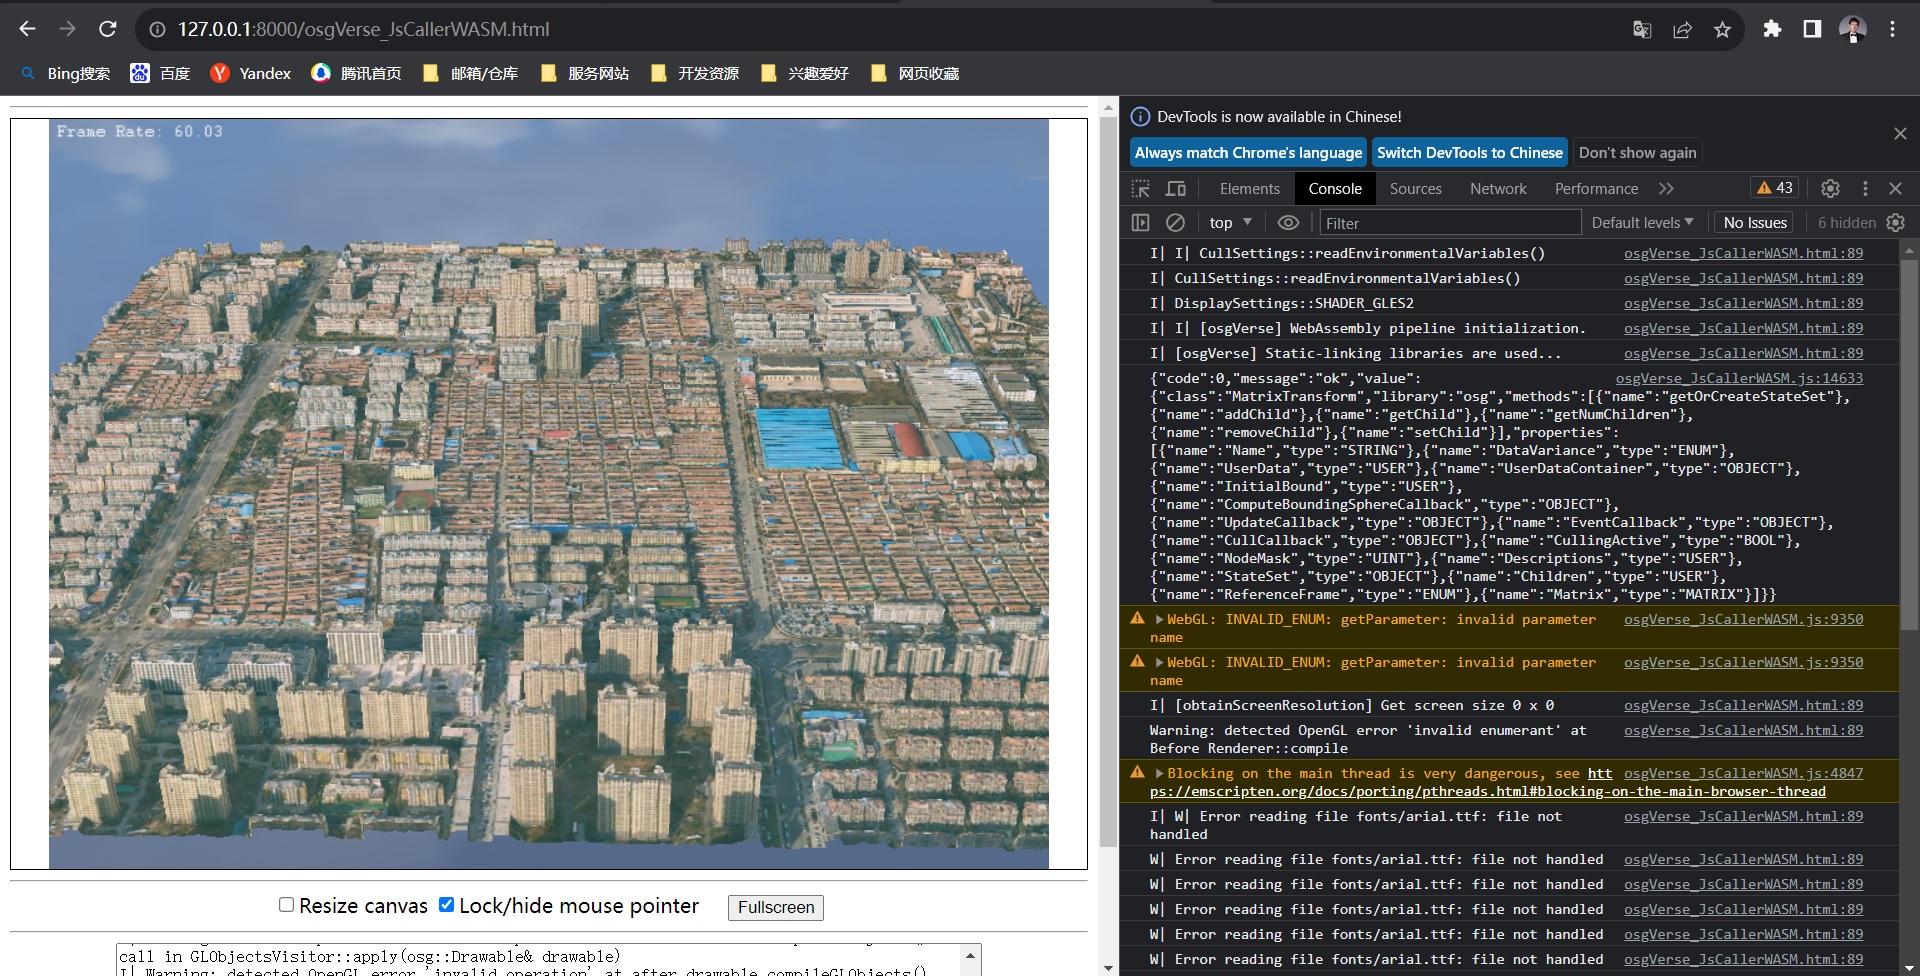 127.0.0.1:8000/osgVerse_JsCallerWASM.html
Bing搜索 百度 Yandex 腾讯首页 邮箱/仓库 服务网站 开发资源 兴趣爱好 网页收藏
Frame Rate: 60.03
Resize canvas Lock/hide mouse pointer Fullscreen
call in GLObjectsVisitor::apply(osg::Drawable& drawable)
I| Warning: detected OpenGL error 'invalid operation' at after drawable.compileGLObjects()
DevTools is now available in Chinese!
Always match Chrome's language Switch DevTools to Chinese Don't show again
Elements Console Sources Network Performance 43
top Filter Default levels No Issues 6 hidden
I| I| CullSettings::readEnvironmentalVariables() osgVerse_JsCallerWASM.html:89
I| CullSettings::readEnvironmentalVariables() osgVerse_JsCallerWASM.html:89
I| DisplaySettings::SHADER_GLES2 osgVerse_JsCallerWASM.html:89
I| I| [osgVerse] WebAssembly pipeline initialization. osgVerse_JsCallerWASM.html:89
I| [osgVerse] Static-linking libraries are used... osgVerse_JsCallerWASM.html:89
{"code":0,"message":"ok","value": osgVerse_JsCallerWASM.js:14633
{"class":"MatrixTransform","library":"osg","methods":[{"name":"getOrCreateStateSet"},
{"name":"addChild"},{"name":"getChild"},{"name":"getNumChildren"},
{"name":"removeChild"},{"name":"setChild"}],"properties":
[{"name":"Name","type":"STRING"},{"name":"DataVariance","type":"ENUM"},
{"name":"UserData","type":"USER"},{"name":"UserDataContainer","type":"OBJECT"},
{"name":"InitialBound","type":"USER"},
{"name":"ComputeBoundingSphereCallback","type":"OBJECT"},
{"name":"UpdateCallback","type":"OBJECT"},{"name":"EventCallback","type":"OBJECT"},
{"name":"CullCallback","type":"OBJECT"},{"name":"CullingActive","type":"BOOL"},
{"name":"NodeMask","type":"UINT"},{"name":"Descriptions","type":"USER"},
{"name":"StateSet","type":"OBJECT"},{"name":"Children","type":"USER"},
{"name":"ReferenceFrame","type":"ENUM"},{"name":"Matrix","type":"MATRIX"}]}}
WebGL: INVALID_ENUM: getParameter: invalid parameter osgVerse_JsCallerWASM.js:9350
name
WebGL: INVALID_ENUM: getParameter: invalid parameter osgVerse_JsCallerWASM.js:9350
name
I| [obtainScreenResolution] Get screen size 0 x 0 osgVerse_JsCallerWASM.html:89
Warning: detected OpenGL error 'invalid enumerant' at osgVerse_JsCallerWASM.html:89
Before Renderer::compile
Blocking on the main thread is very dangerous, see htt osgVerse_JsCallerWASM.js:4847
ps://emscripten.org/docs/porting/pthreads.html#blocking-on-the-main-browser-thread
I| W| Error reading file fonts/arial.ttf: file not osgVerse_JsCallerWASM.html:89
handled
W| Error reading file fonts/arial.ttf: file not handled osgVerse_JsCallerWASM.html:89
W| Error reading file fonts/arial.ttf: file not handled osgVerse_JsCallerWASM.html:89
W| Error reading file fonts/arial.ttf: file not handled osgVerse_JsCallerWASM.html:89
W| Error reading file fonts/arial.ttf: file not handled osgVerse_JsCallerWASM.html:89
W| Error reading file fonts/arial.ttf: file not handled osgVerse_JsCallerWASM.html:89